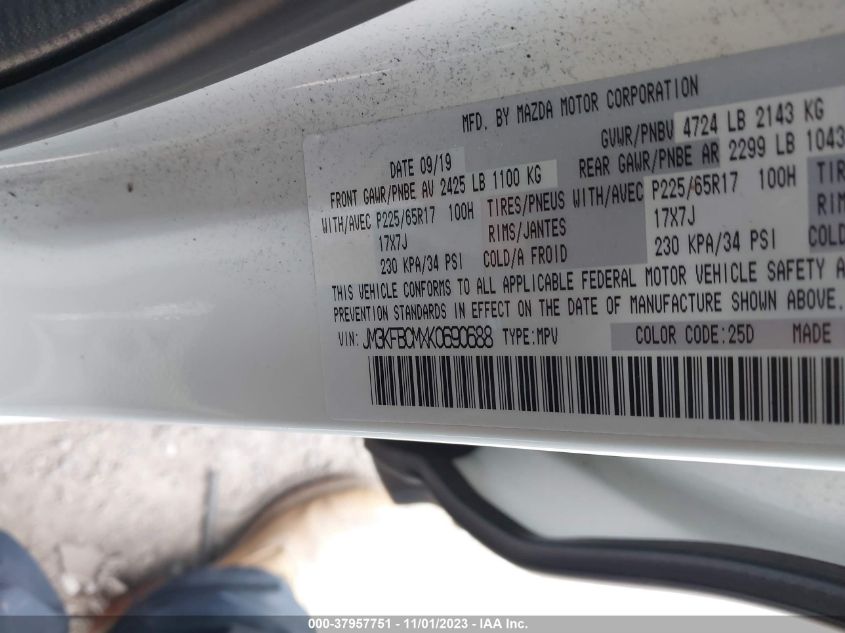 MFD. BY MAZDA MOTOR CORPORATION
DATE 09/19
GVWR/PNBV 4724 LB 2143 KG
FRONT GAWR/PNBE AV 2425 LB 1100 KG
REAR GAWR/PNBE AR 2299 LB 1043
WITH/AVEC P225/65R17 100H TIRES/PNEUS WITH/AVEC P225/65R17 100H
17X7J RIMS/JANTES 17X7J
230 KPA/34 PSI COLD/A FROID 230 KPA/34 PSI
THIS VEHICLE CONFORMS TO ALL APPLICABLE FEDERAL MOTOR VEHICLE SAFETY
PREVENTION STANDARDS IN EFFECT ON THE DATE OF MANUFACTURE SHOWN ABOVE.
VIN: JM3KFBCMXK0690688 TYPE:MPV COLOR CODE:25D MADE
000-37957751 - 11/01/2023 - IAA Inc.